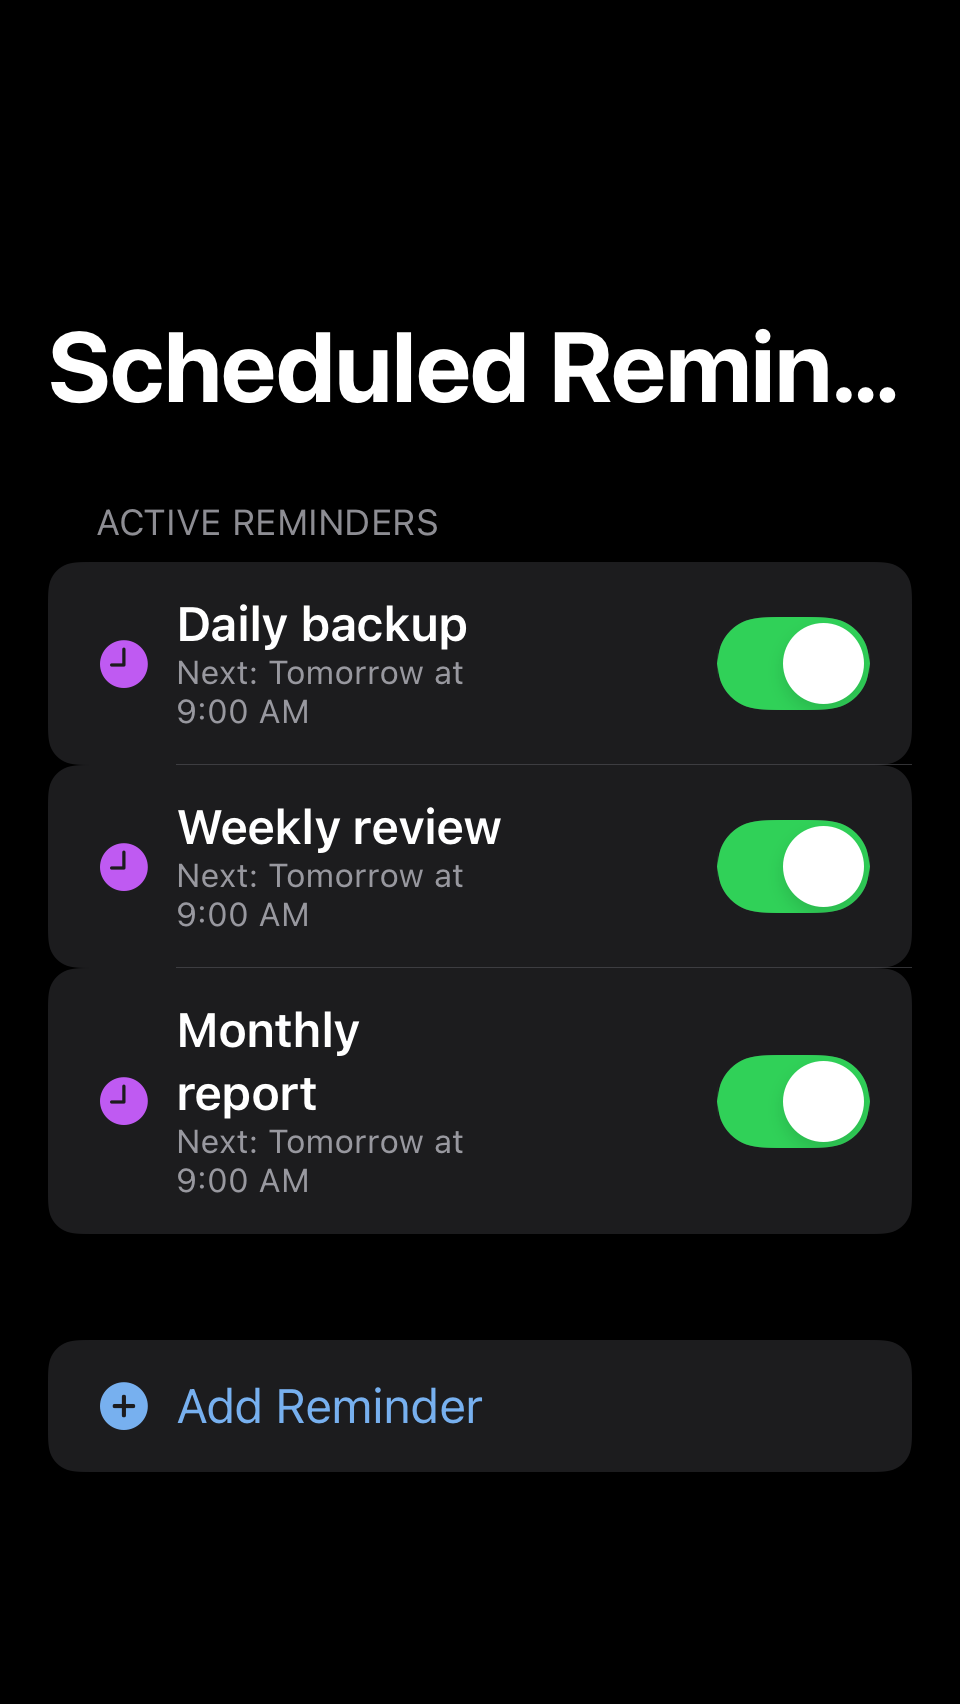 Scheduled Remin...
ACTIVE REMINDERS
Daily backup
Next: Tomorrow at
9:00 AM
Weekly review
Next: Tomorrow at
9:00 AM
Monthly
report
Next: Tomorrow at
9:00 AM
Add Reminder